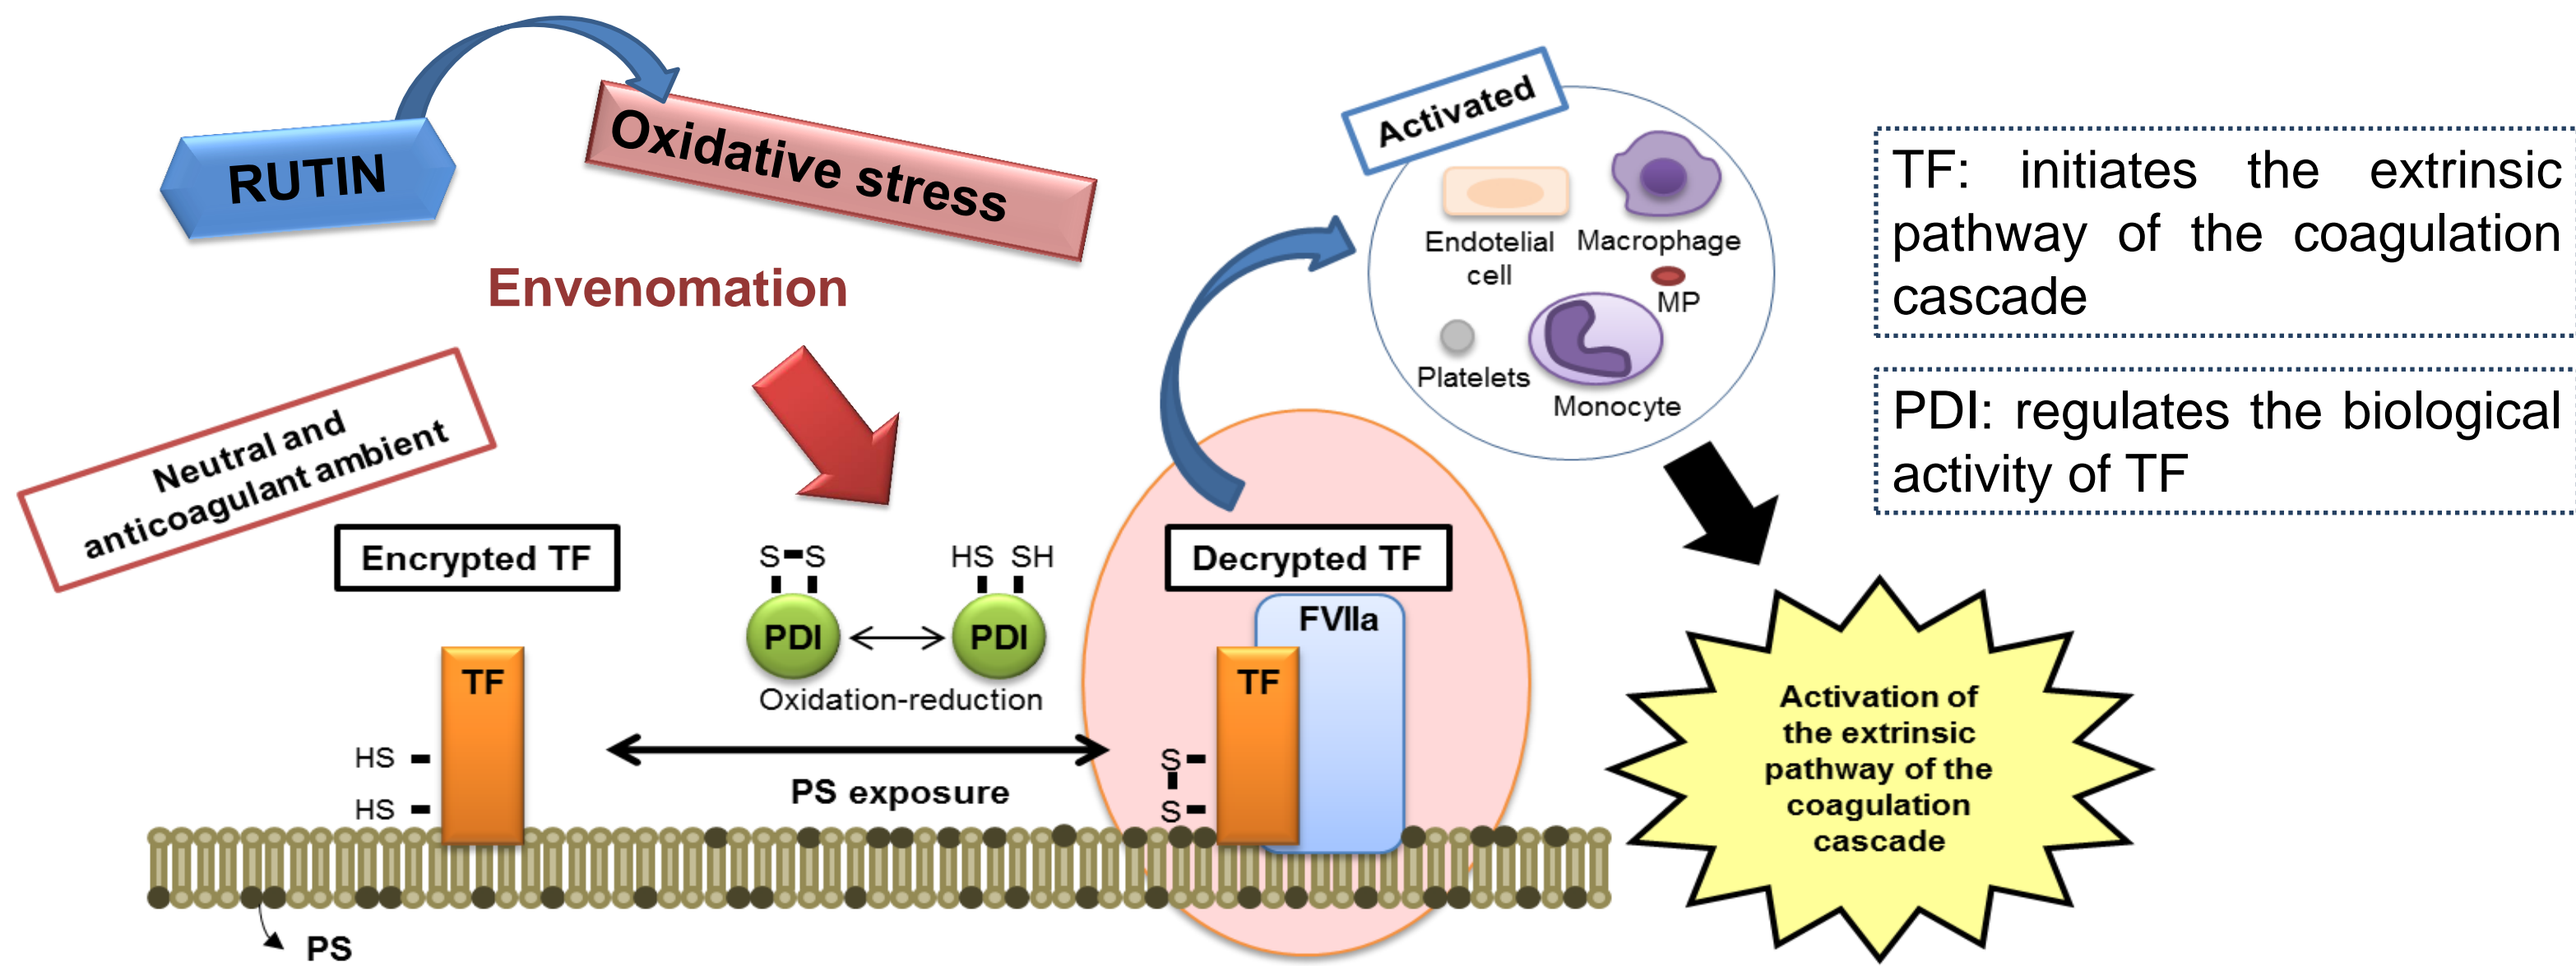 RUTIN
Oxidative stress
Envenomation
Neutral and
anticoagulant ambient
Encrypted TF
S S
PDI
HS SH
PDI
Oxidation-reduction
TF
HS
HS
PS exposure
PS
Decrypted TF
FVIIa
TF
S
S
Activated
Endotelial
cell
Macrophage
MP
Platelets
Monocyte
Activation of
the extrinsic
pathway of the
coagulation
cascade
TF: initiates the extrinsic
pathway of the coagulation
cascade
PDI: regulates the biological
activity of TF